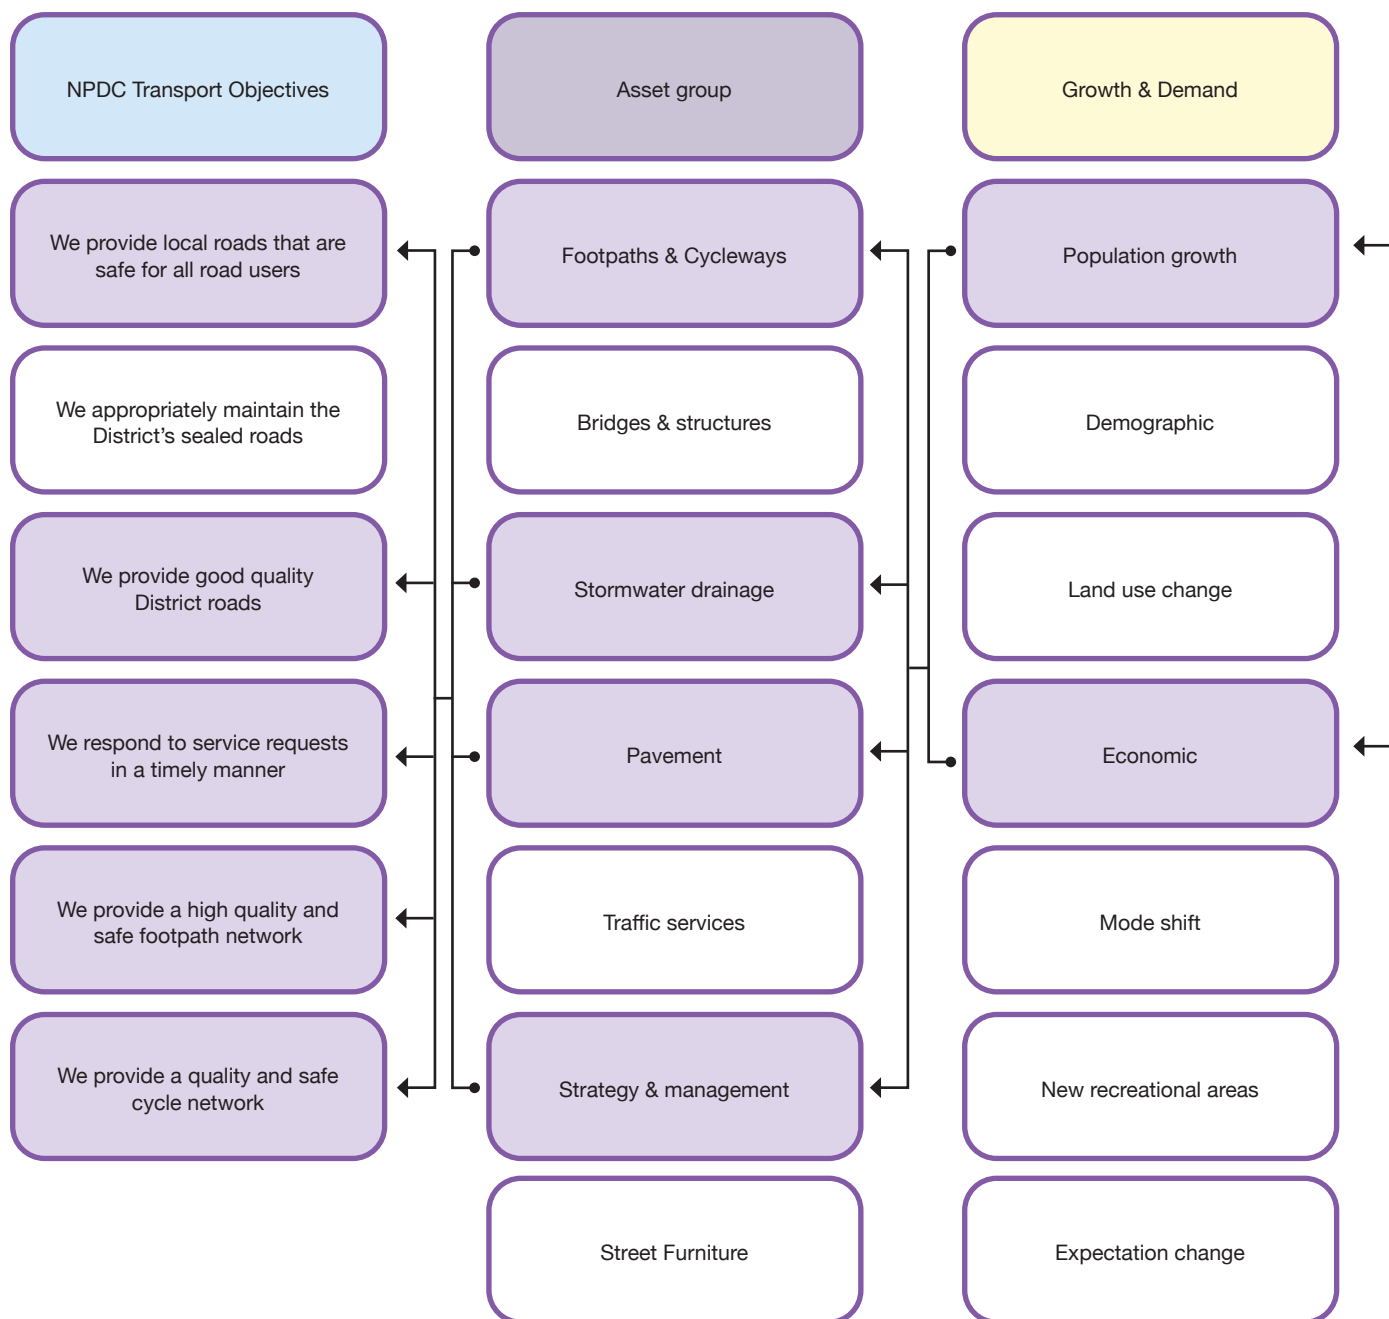 NPDC Transport Objectives
Asset group
Growth & Demand
We provide local roads that are
safe for all road users
Footpaths & Cycleways
Population growth
We appropriately maintain the
District’s sealed roads
Bridges & structures
Demographic
We provide good quality
District roads
Stormwater drainage
Land use change
We respond to service requests
in a timely manner
Pavement
Economic
We provide a high quality and
safe footpath network
Traffic services
Mode shift
We provide a quality and safe
cycle network
Strategy & management
New recreational areas
Street Furniture
Expectation change